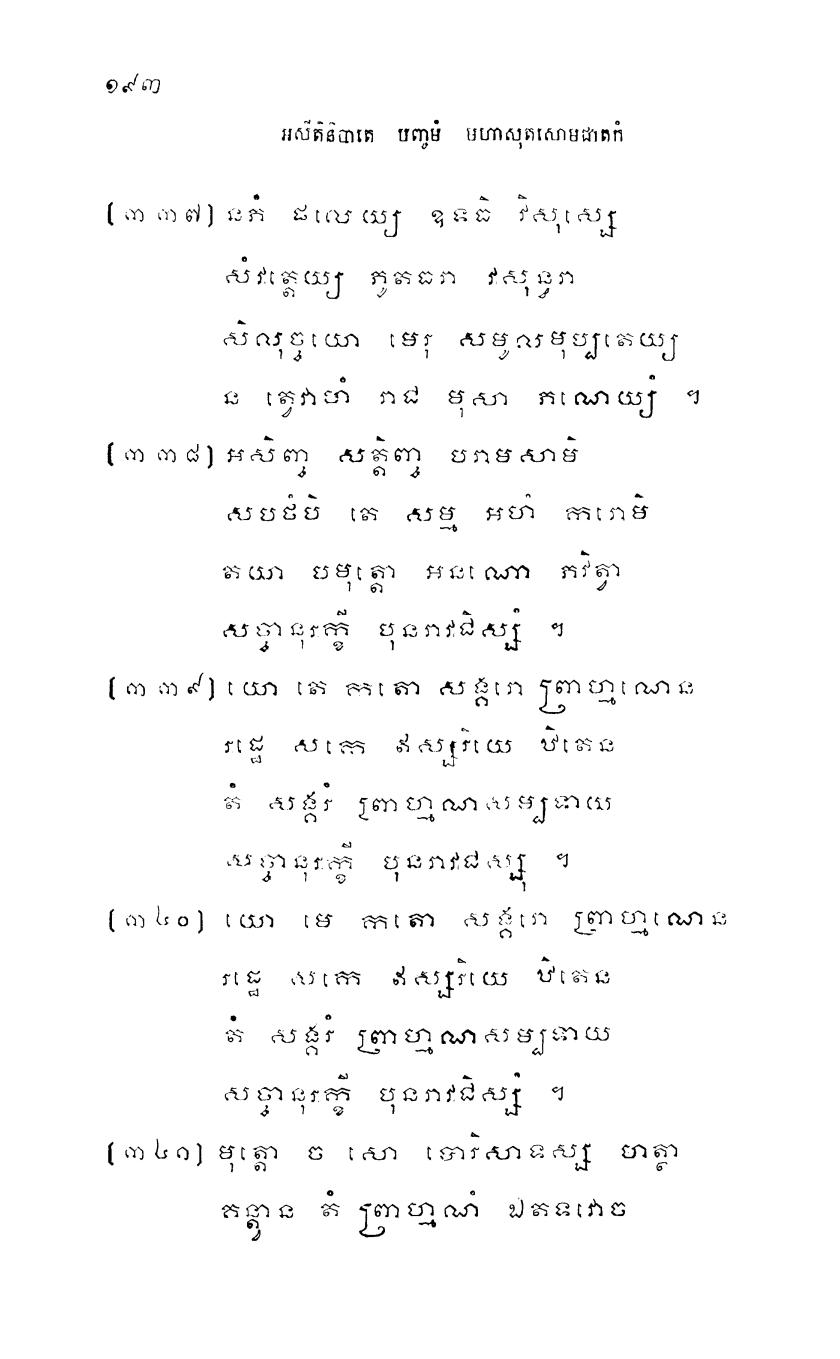 ១៩៣
អសីតិនិបាតេ បញ្ចមំ មហាសុតសោមជាតកំ
(៣៣៧) នភំ ផលេយ្យ ឧទធិ វិសុស្សេ
សំវត្តេយ្យ ភូតធរា វសុន្ធរា
សិលុច្ចយោ មេរុ សមូលមុប្បតេយ្យ
ន ត្វេវាហំ រាជ មុសា ភណេយ្យំ ។
(៣៣៨) អសិញ្ច សត្តិញ្ច បរាមសាមិ
សបថំបិ តេ សម្ម អហំ ករោមិ
តយា បមុត្តោ អនណោ ភវិត្វា
សច្ចានុរក្ខី បុនរាវជិស្សំ ។
(៣៣៩) យោ តេ កតោ សង្គរោ ព្រាហ្មណេន
រដ្ឋេ សកេ ឥស្សរិយេ ឋិតេន
តំ សង្គរំ ព្រាហ្មណសម្បទាយ
សច្ចានុរក្ខី បុនរាវជស្សុ ។
(៣៤០) យោ មេ កតោ សង្គរោ ព្រាហ្មណេន
រដ្ឋេ សកេ ឥស្សរិយេ ឋិតេន
តំ សង្គរំ ព្រាហ្មណសម្បទាយ
សច្ចានុរក្ខី បុនរាវជិស្សំ ។
(៣៤១) មុត្តោ ច សោ បោរិសាទស្ស ហត្ថា
គន្ត្វាន តំ ព្រាហ្មណំ ឯតទវោច